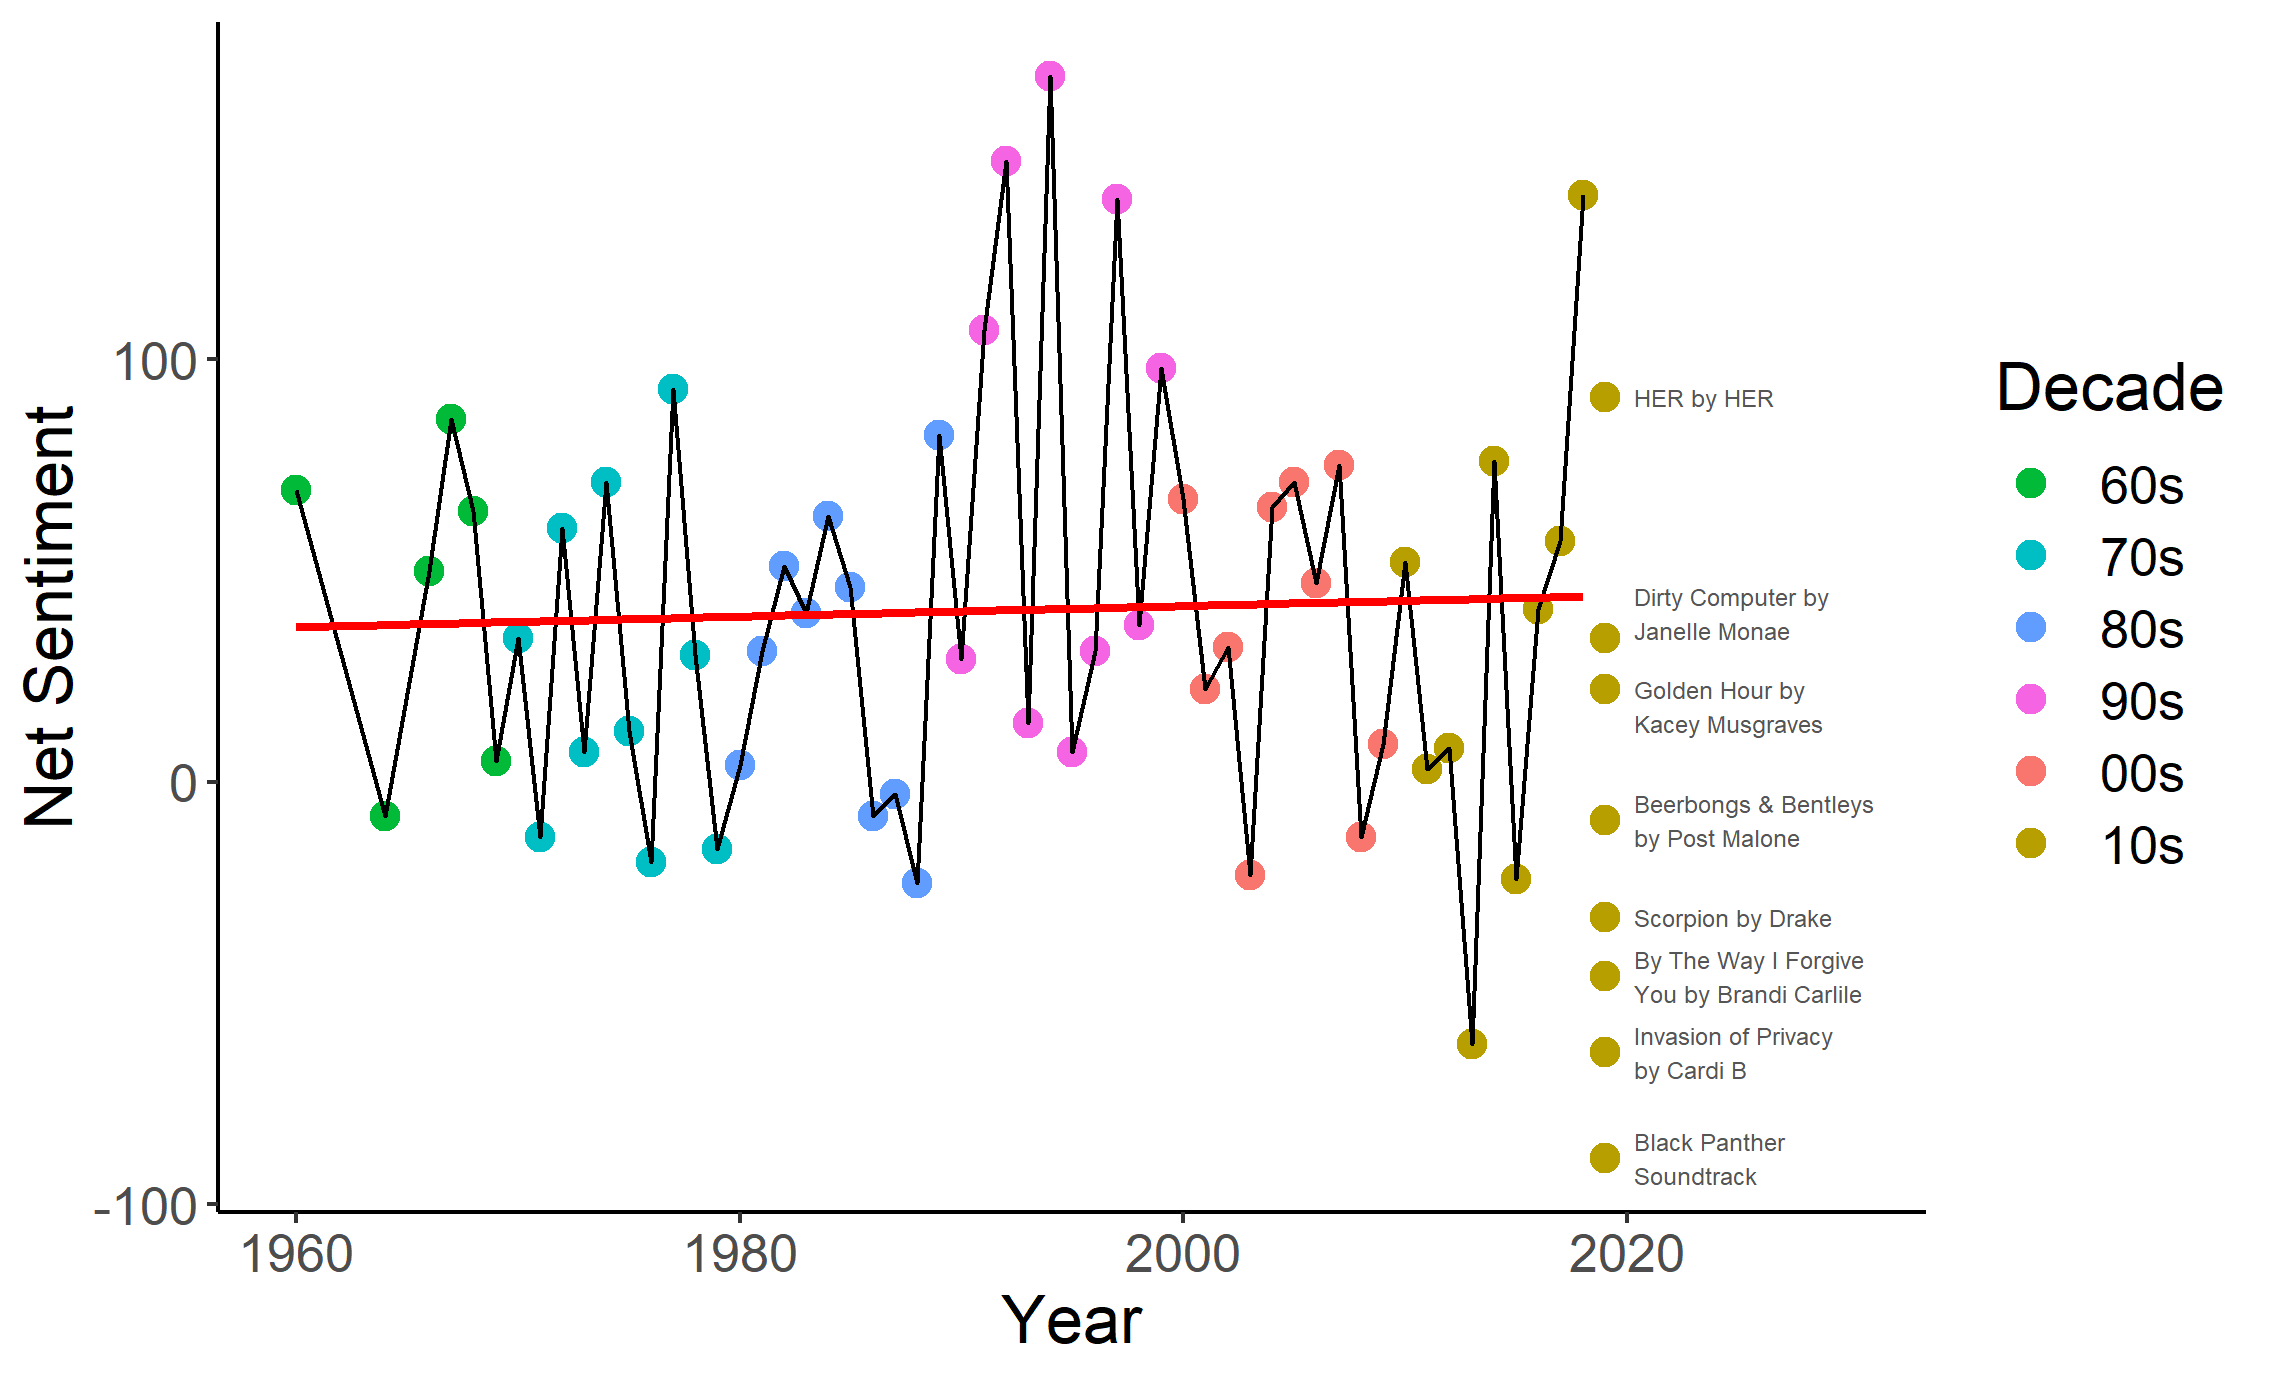 Net Sentiment
100
0
-100
1960
1980
2000
2020
Year
HER by HER
Dirty Computer by
Janelle Monae
Golden Hour by
Kacey Musgraves
Beerbongs & Bentleys
by Post Malone
Scorpion by Drake
By The Way I Forgive
You by Brandi Carlile
Invasion of Privacy
by Cardi B
Black Panther
Soundtrack
Decade
60s
70s
80s
90s
00s
10s